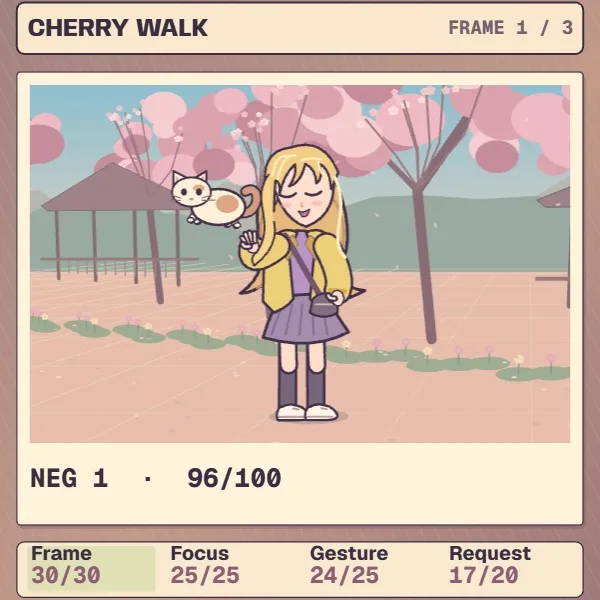 CHERRY WALK
FRAME 1 / 3
NEG 1 · 96/100
Frame Focus Gesture Request
30/30 25/25 24/25 17/20